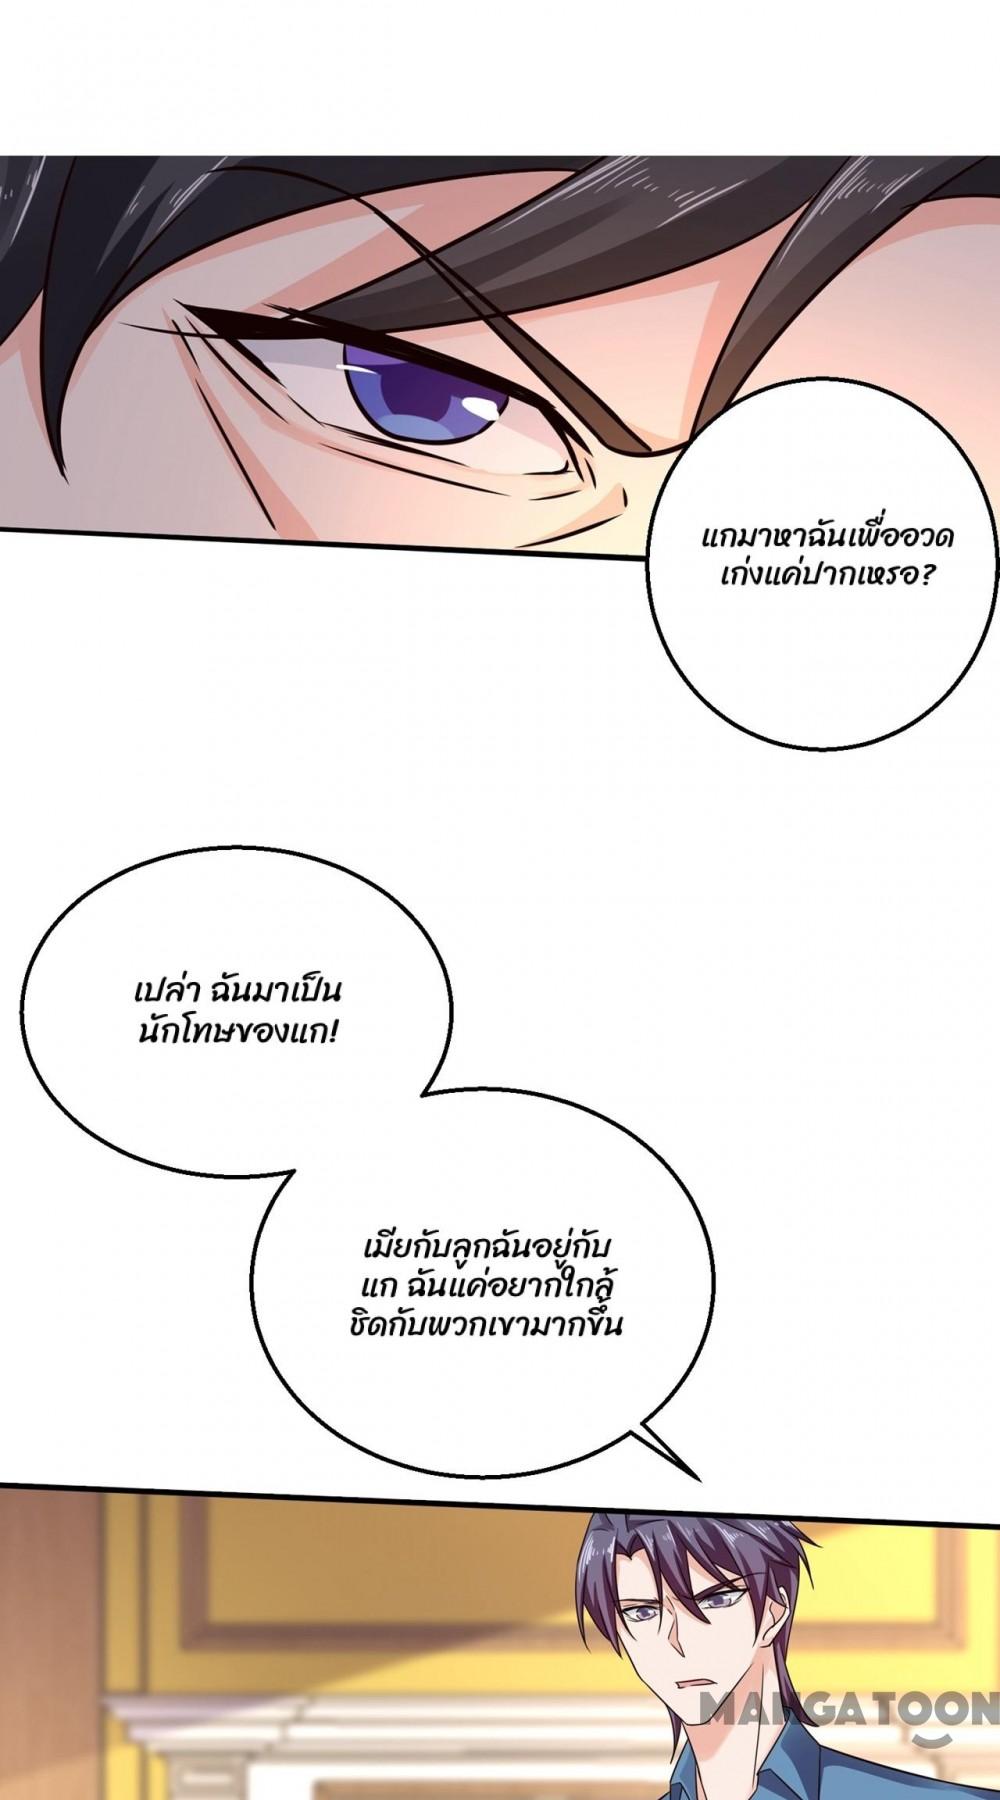 แกมาหาฉันเพื่ออวด
เก่งแค่ปากเหรอ?
เปล่า ฉันมาเป็น
นักโทษของแก!
เมียกับลูกฉันอยู่กับ
แก ฉันแค่อยากใกล้
ชิดกับพวกเขามากขึ้น
MANGATOON